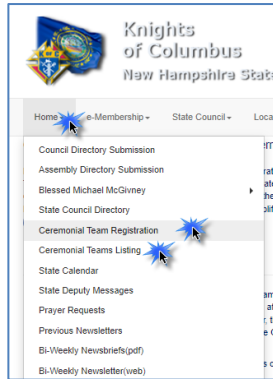 Knights
of Columbus
New Hampshire State
Home
e-Membership
State Council
Loca
Council Directory Submission
Assembly Directory Submission
Blessed Michael McGivney
State Council Directory
Ceremonial Team Registration
Ceremonial Teams Listing
State Calendar
State Deputy Messages
Prayer Requests
Previous Newsletters
Bi-Weekly Newsbriefs(pdf)
Bi-Weekly Newsletter(web)